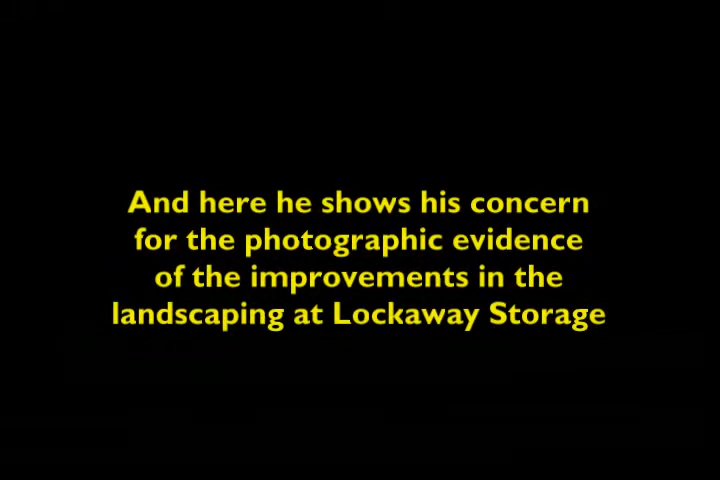 And here he shows his concern
for the photographic evidence
of the improvements in the
landscaping at Lockaway Storage